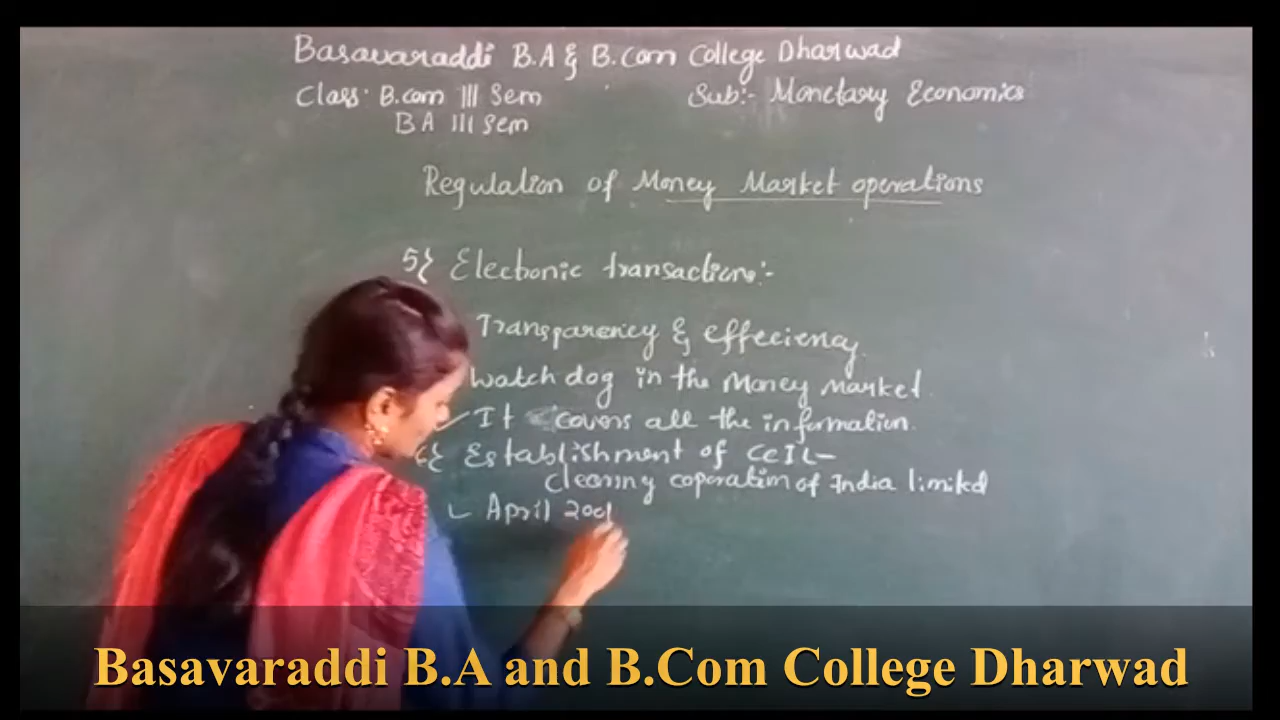 Basavaraddi B.A & B.Com College Dharwad
Class: B.com III Sem
Sub:- Monetary Economics
BA III Sem
Regulation of Money Market operations
5} Electronic transactions:-
Transparency & effeciency.
Watch dog in the Money market.
It covers all the information.
6} Establishment of CCIL-
clearing coperation of India limited
April 2001
Basavaraddi B.A and B.Com College Dharwad